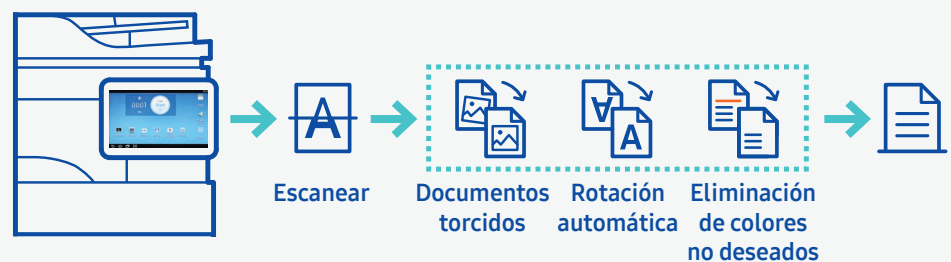 Escanear
Documentos
torcidos
Rotación
automática
Eliminación
de colores
no deseados
A
A
A